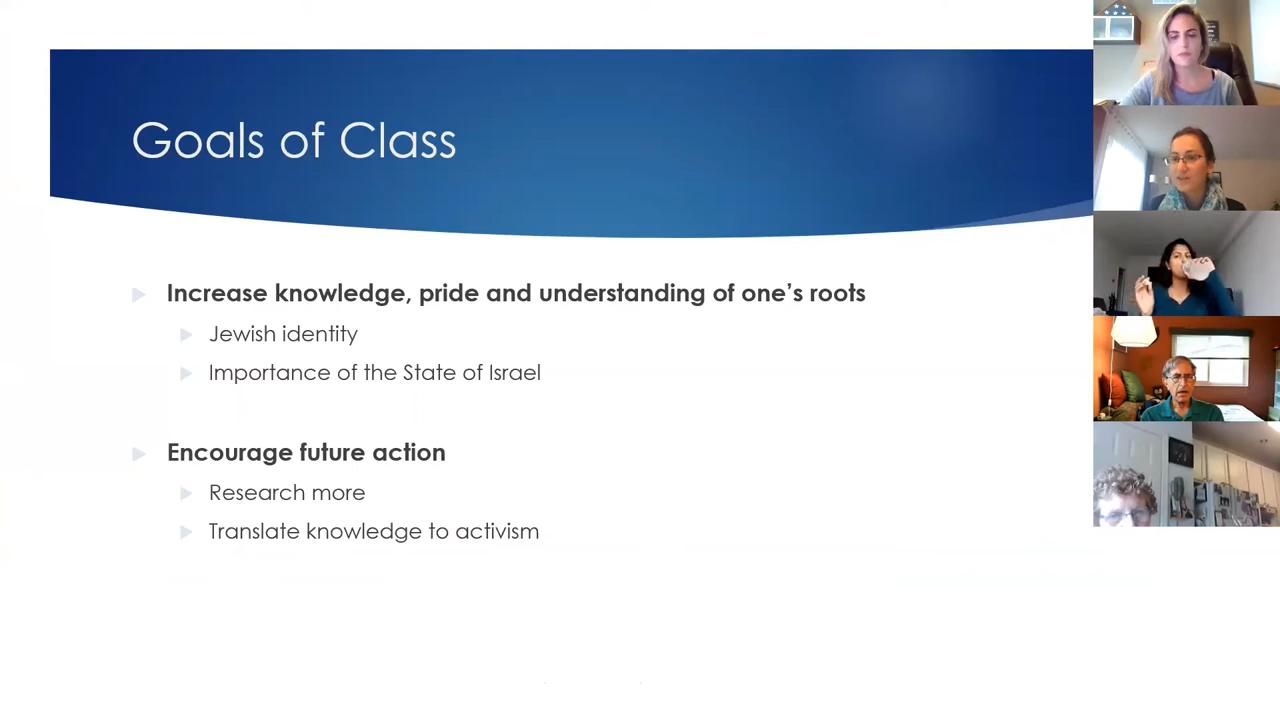 Goals of Class
Increase knowledge, pride and understanding of one's roots
Jewish identity
Importance of the State of Israel
Encourage future action
Research more
Translate knowledge to activism